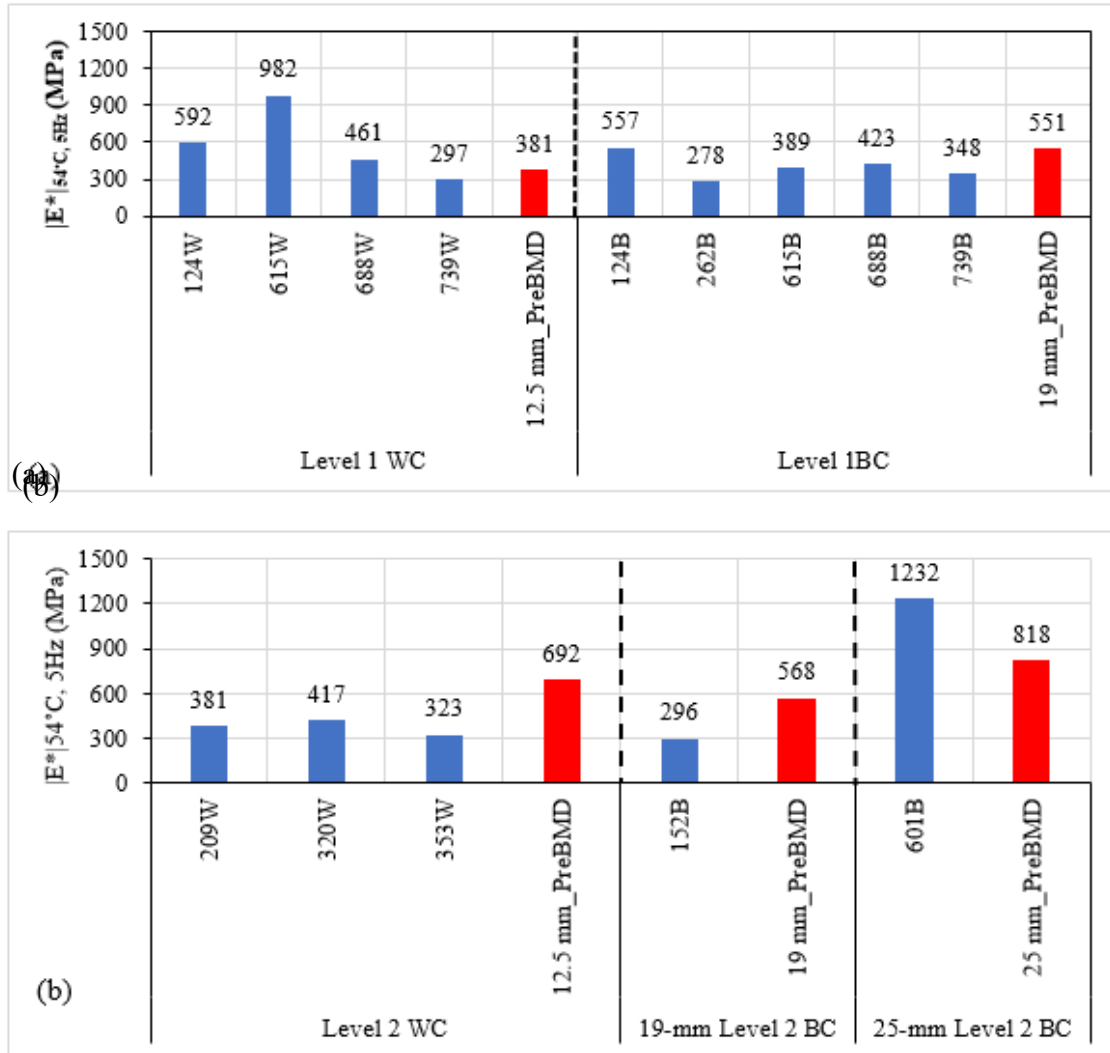 |E*|54°C, 5Hz (MPa)
1500
1200
900
600
300
0
592
982
461
297
381
557
278
389
423
348
551
124W
615W
688W
739W
12.5 mm_PreBMD
124B
262B
615B
688B
739B
19 mm_PreBMD
Level 1 WC
Level 1BC
(b)
|E*|54°C, 5Hz (MPa)
1500
1200
900
600
300
0
381
417
323
692
296
568
1232
818
209W
320W
353W
12.5 mm_PreBMD
152B
19 mm_PreBMD
601B
25 mm_PreBMD
(b)
Level 2 WC
19-mm Level 2 BC
25-mm Level 2 BC